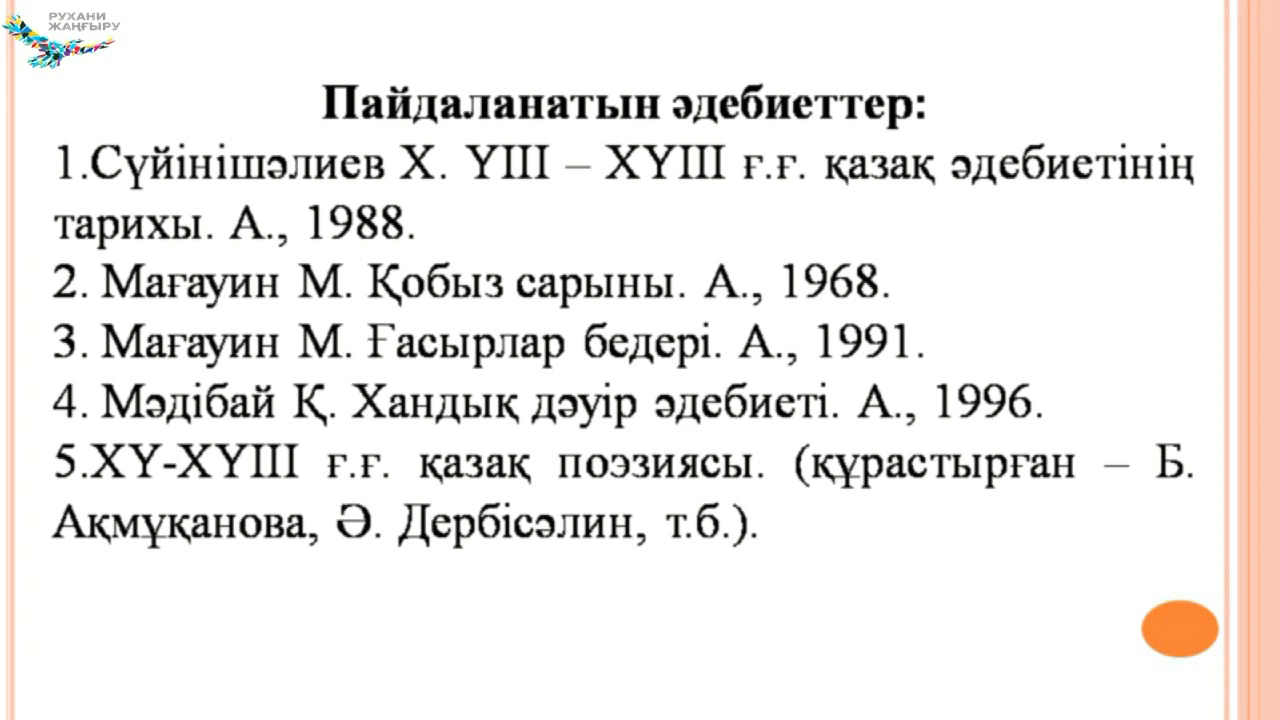 РУХАНИ
ЖАҢҒЫРУ
Пайдаланатын әдебиеттер:
1.Сүйінішәлиев Х. ҮІІІ – ХҮІІІ ғ.ғ. қазақ әдебиетінің
тарихы. А., 1988.
2. Мағауин М. Қобыз сарыны. А., 1968.
3. Мағауин М. Ғасырлар бедері. А., 1991.
4. Мәдібай Қ. Хандық дәуір әдебиеті. А., 1996.
5.ХҮ-ХҮІІІ ғ.ғ. қазақ поэзиясы. (құрастырған – Б.
Ақмұқанова, Ә. Дербісәлин, т.б.).